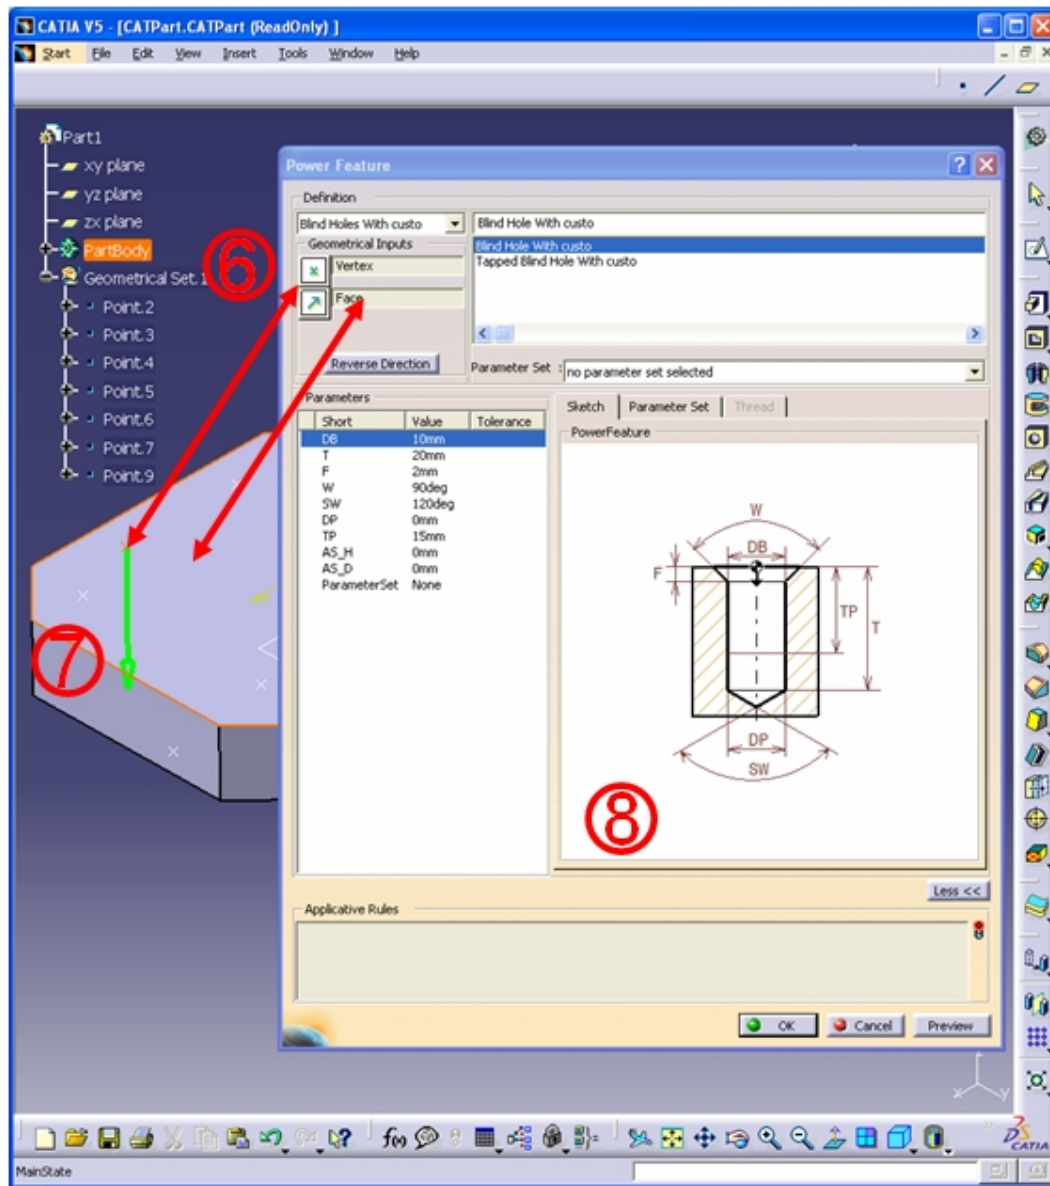 CATIA V5 - [CATPart.CATPart (ReadOnly) ]
Start File Edit View Insert Tools Window Help
Part1
xy plane
yz plane
zx plane
PartBody
Geometrical Set.1
Point.2
Point.3
Point.4
Point.5
Point.6
Point.7
Point.9
⑥
⑦
Power Feature
Definition
Blind Holes With custo
Blind Hole With custo
Geometrical Inputs
Vertex
Face
Reverse Direction
Blind Hole With custo
Tapped Blind Hole With custo
Parameter Set : no parameter set selected
Parameters
Short Value Tolerance
DB 10mm
T 20mm
F 2mm
W 90deg
SW 120deg
DP 0mm
TP 15mm
AS_H 0mm
AS_D 0mm
ParameterSet None
Sketch Parameter Set Thread
PowerFeature
W
DB
F
TP
T
DP
SW
⑧
Less <<
Applicative Rules
OK Cancel Preview
z
x
y
f(x)
CATIA
MainState